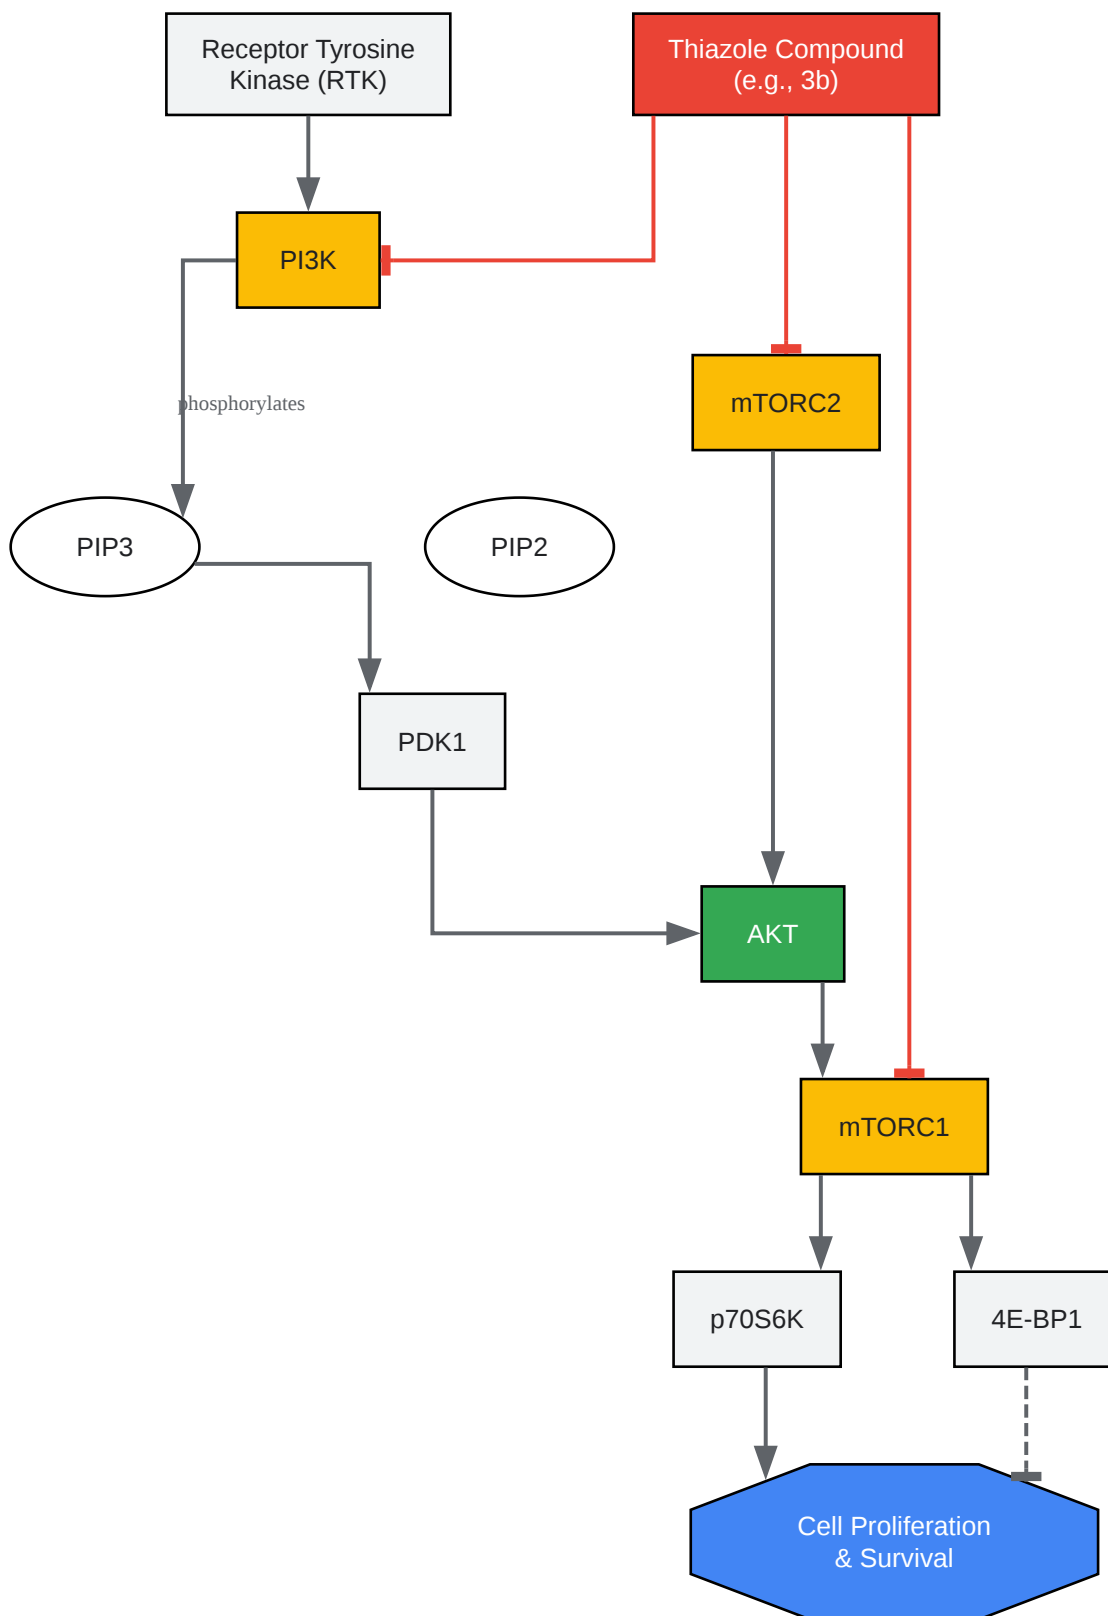 Receptor Tyrosine
Kinase (RTK)
Thiazole Compound
(e.g., 3b)
PI3K
mTORC2
phosphorylates
PIP3
PIP2
PDK1
AKT
mTORC1
p70S6K
4E-BP1
Cell Proliferation
& Survival